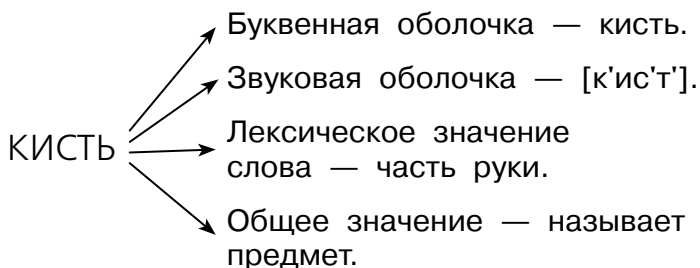 КИСТЬ
Буквенная оболочка — кисть.
Звуковая оболочка — [к'ис'т'].
Лексическое значение
слова — часть руки.
Общее значение — называет
предмет.